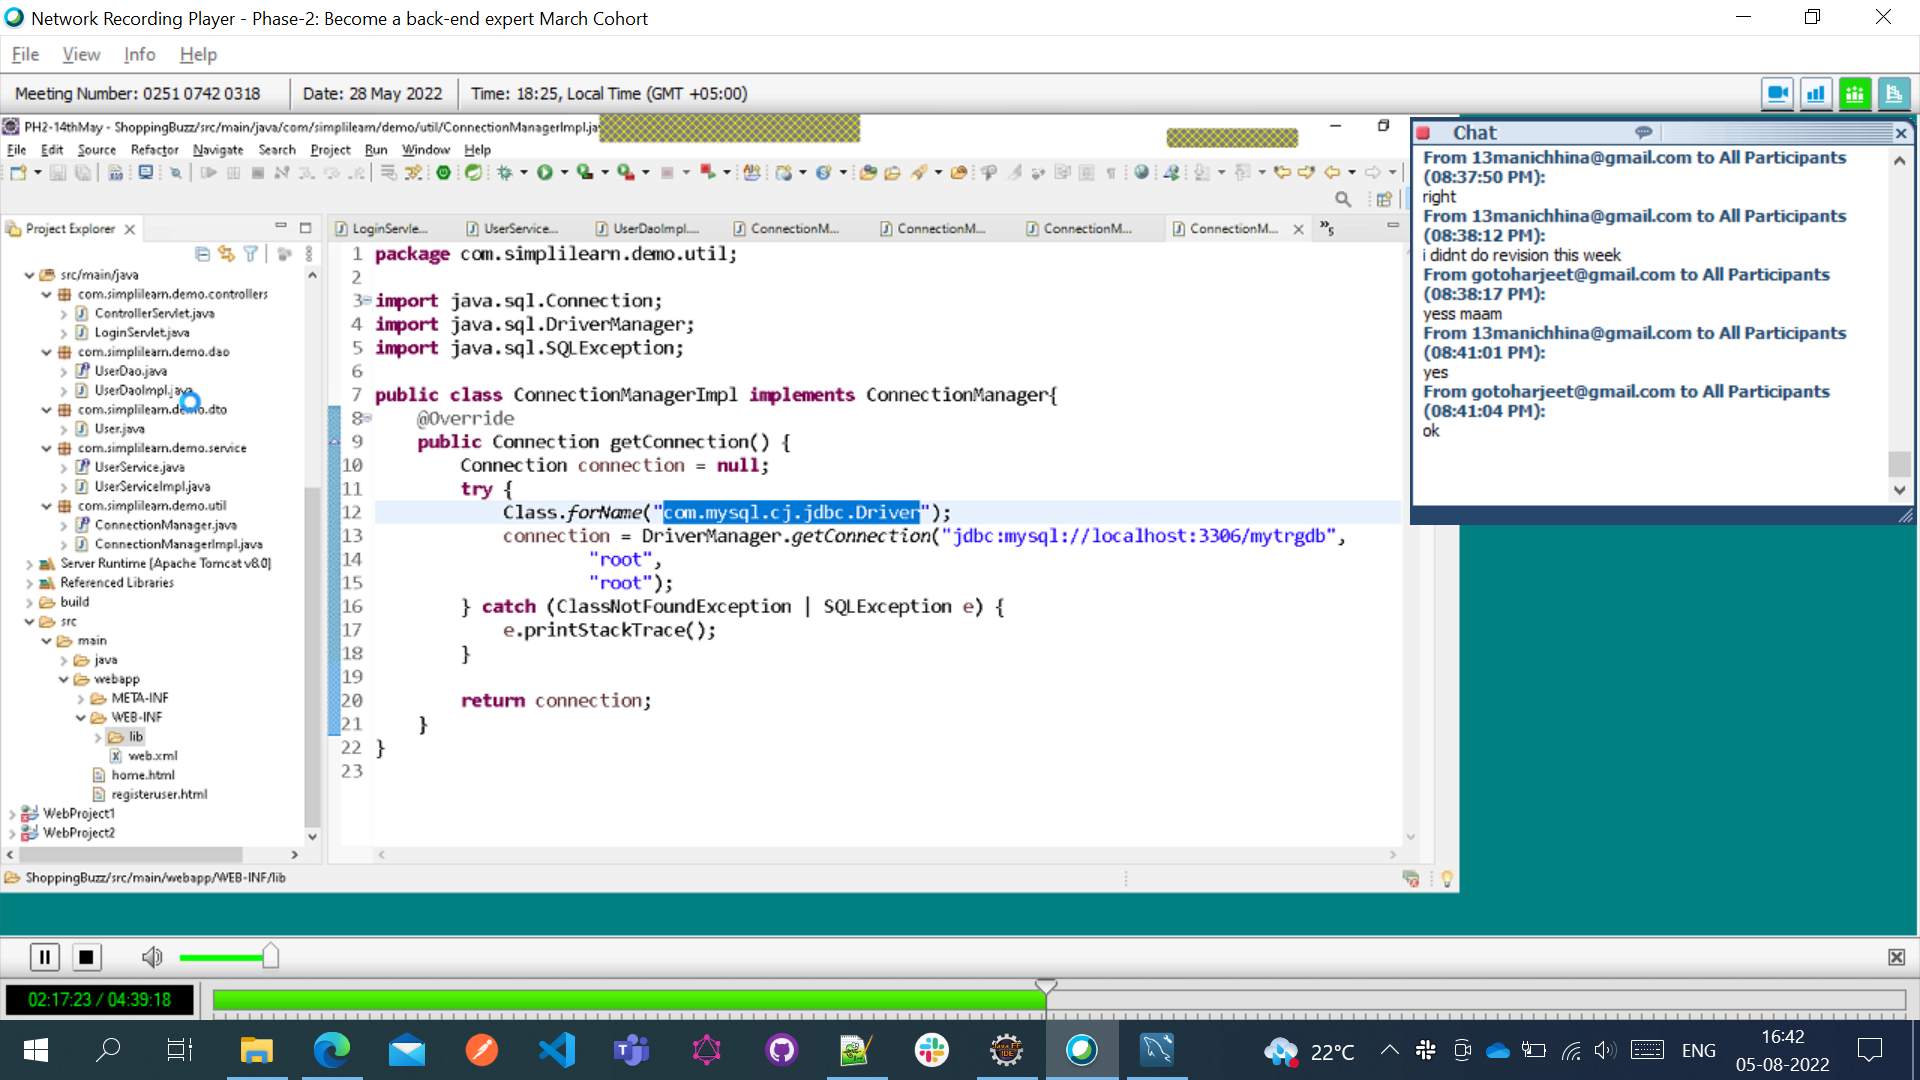 Network Recording Player - Phase-2: Become a back-end expert March Cohort
File View Info Help
Meeting Number: 0251 0742 0318 Date: 28 May 2022 Time: 18:25, Local Time (GMT +05:00)
PH2-14thMay - ShoppingBuzz/src/main/java/com/simplilearn/demo/util/ConnectionManagerImpl.ja
File Edit Source Refactor Navigate Search Project Run Window Help
Project Explorer
src/main/java
com.simplilearn.demo.controllers
ControllerServlet.java
LoginServlet.java
com.simplilearn.demo.dao
UserDao.java
UserDaoImpl.java
com.simplilearn.demo.dto
User.java
com.simplilearn.demo.service
UserService.java
UserServiceImpl.java
com.simplilearn.demo.util
ConnectionManager.java
ConnectionManagerImpl.java
Server Runtime [Apache Tomcat v8.0]
Referenced Libraries
build
src
main
java
webapp
META-INF
WEB-INF
lib
web.xml
home.html
registeruser.html
WebProject1
WebProject2
ShoppingBuzz/src/main/webapp/WEB-INF/lib
LoginServle... UserService... UserDaoImpl.... ConnectionM... ConnectionM... ConnectionM... ConnectionM... 5
1 package com.simplilearn.demo.util;
2
3 import java.sql.Connection;
4 import java.sql.DriverManager;
5 import java.sql.SQLException;
6
7 public class ConnectionManagerImpl implements ConnectionManager{
8 @Override
9 public Connection getConnection() {
10 Connection connection = null;
11 try {
12 Class.forName("com.mysql.cj.jdbc.Driver");
13 connection = DriverManager.getConnection("jdbc:mysql://localhost:3306/mytrgdb",
14 "root",
15 "root");
16 } catch (ClassNotFoundException | SQLException e) {
17 e.printStackTrace();
18 }
19
20 return connection;
21 }
22 }
23
Chat
From 13manichhina@gmail.com to All Participants
(08:37:50 PM):
right
From 13manichhina@gmail.com to All Participants
(08:38:12 PM):
i didnt do revision this week
From gotoharjeet@gmail.com to All Participants
(08:38:17 PM):
yess maam
From 13manichhina@gmail.com to All Participants
(08:41:01 PM):
yes
From gotoharjeet@gmail.com to All Participants
(08:41:04 PM):
ok
02:17:23 / 04:39:18
22°C ENG 16:42
05-08-2022